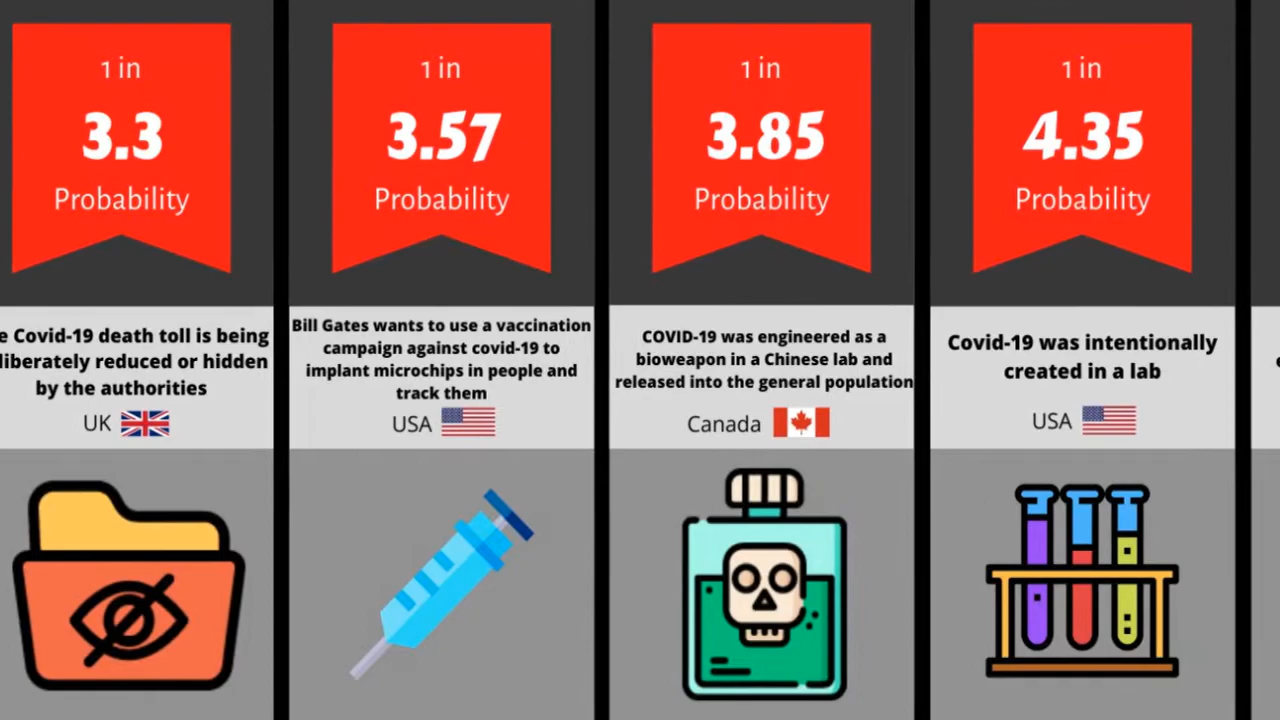 1 in
3.3
Probability
Covid-19 death toll is being
reduced or hidden
by the authorities
UK
1 in
3.57
Probability
Bill Gates wants to use a vaccination
campaign against covid-19 to
implant microchips in people and
track them
USA
1 in
3.85
Probability
COVID-19 was engineered as a
bioweapon in a Chinese lab and
released into the general population
Canada
1 in
4.35
Probability
Covid-19 was intentionally
created in a lab
USA